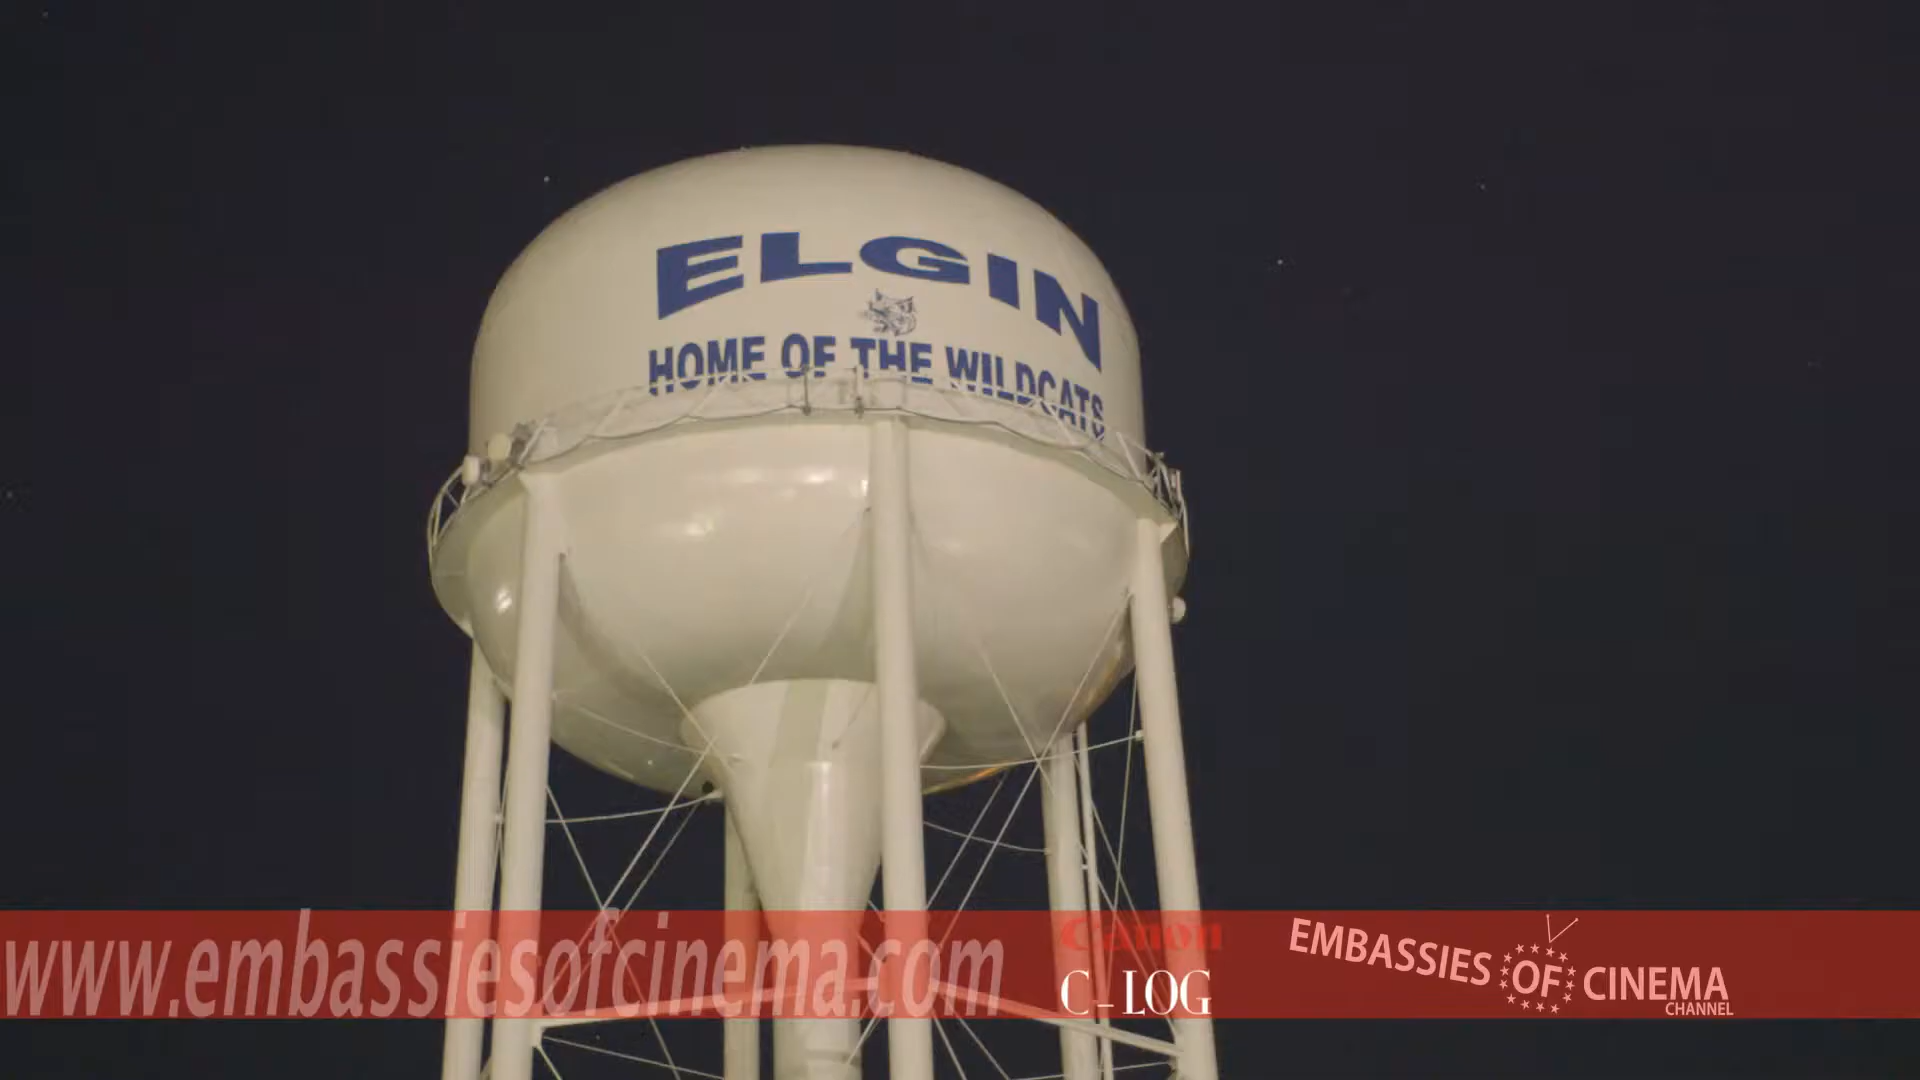 ELGIN
HOME OF THE WILDCATS
www.embassiesofcinema.com
Canon
C-LOG
EMBASSIES OF CINEMA
CHANNEL